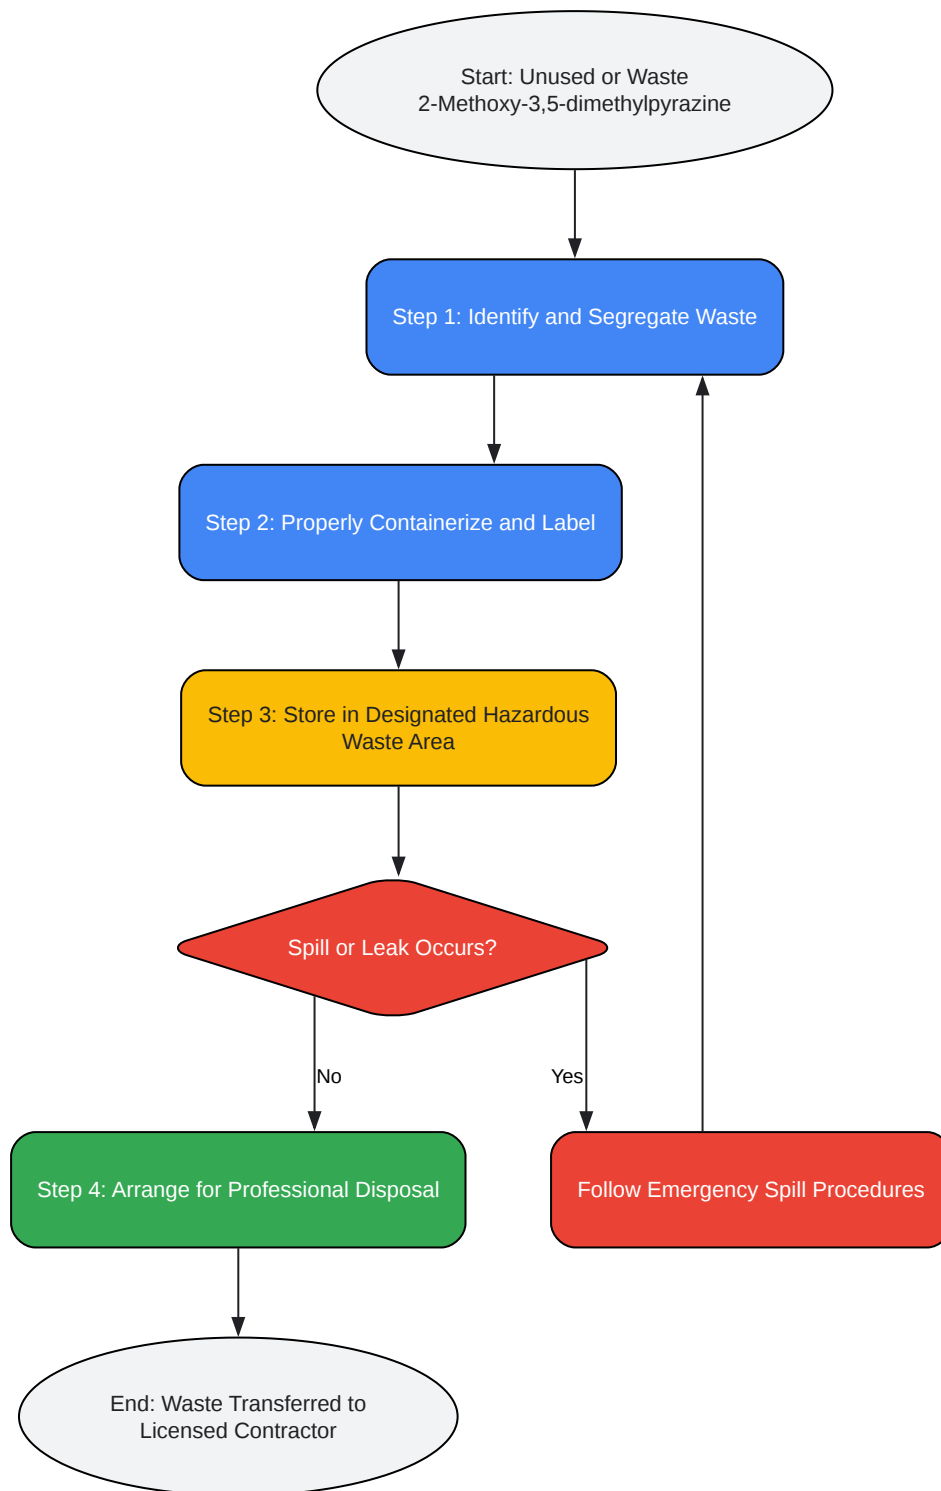 Start: Unused or Waste
2-Methoxy-3,5-dimethylpyrazine
Step 1: Identify and Segregate Waste
Step 2: Properly Containerize and Label
Step 3: Store in Designated Hazardous
Waste Area
Spill or Leak Occurs?
No
Yes
Step 4: Arrange for Professional Disposal
Follow Emergency Spill Procedures
End: Waste Transferred to
Licensed Contractor